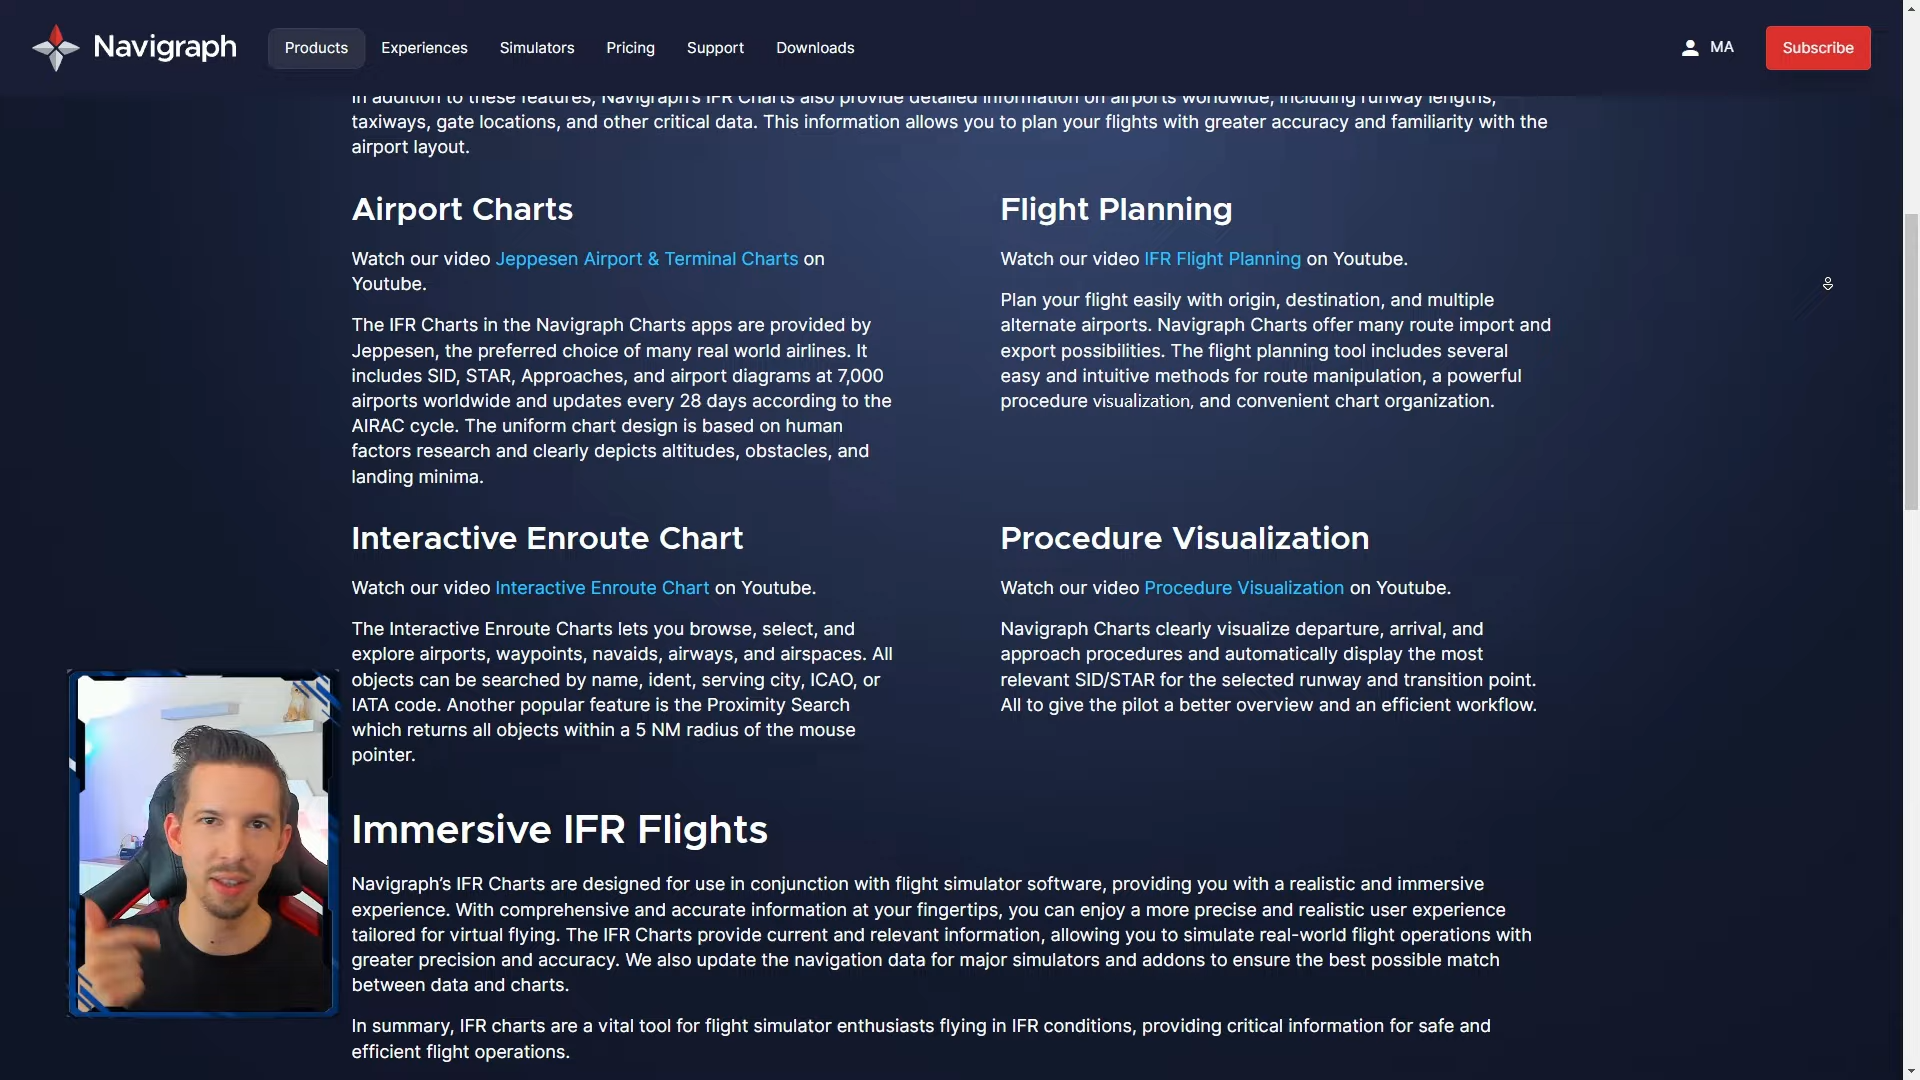 Navigraph
Products
Experiences
Simulators
Pricing
Support
Downloads
MA
Subscribe
In addition to these features, Navigraph's IFR Charts also provide detailed information on airports worldwide, including runway lengths,
taxiways, gate locations, and other critical data. This information allows you to plan your flights with greater accuracy and familiarity with the
airport layout.
Airport Charts
Watch our video Jeppesen Airport & Terminal Charts on
Youtube.
The IFR Charts in the Navigraph Charts apps are provided by
Jeppesen, the preferred choice of many real world airlines. It
includes SID, STAR, Approaches, and airport diagrams at 7,000
airports worldwide and updates every 28 days according to the
AIRAC cycle. The uniform chart design is based on human
factors research and clearly depicts altitudes, obstacles, and
landing minima.
Flight Planning
Watch our video IFR Flight Planning on Youtube.
Plan your flight easily with origin, destination, and multiple
alternate airports. Navigraph Charts offer many route import and
export possibilities. The flight planning tool includes several
easy and intuitive methods for route manipulation, a powerful
procedure visualization, and convenient chart organization.
Interactive Enroute Chart
Watch our video Interactive Enroute Chart on Youtube.
The Interactive Enroute Charts lets you browse, select, and
explore airports, waypoints, navaids, airways, and airspaces. All
objects can be searched by name, ident, serving city, ICAO, or
IATA code. Another popular feature is the Proximity Search
which returns all objects within a 5 NM radius of the mouse
pointer.
Procedure Visualization
Watch our video Procedure Visualization on Youtube.
Navigraph Charts clearly visualize departure, arrival, and
approach procedures and automatically display the most
relevant SID/STAR for the selected runway and transition point.
All to give the pilot a better overview and an efficient workflow.
Immersive IFR Flights
Navigraph's IFR Charts are designed for use in conjunction with flight simulator software, providing you with a realistic and immersive
experience. With comprehensive and accurate information at your fingertips, you can enjoy a more precise and realistic user experience
tailored for virtual flying. The IFR Charts provide current and relevant information, allowing you to simulate real-world flight operations with
greater precision and accuracy. We also update the navigation data for major simulators and addons to ensure the best possible match
between data and charts.
In summary, IFR charts are a vital tool for flight simulator enthusiasts flying in IFR conditions, providing critical information for safe and
efficient flight operations.